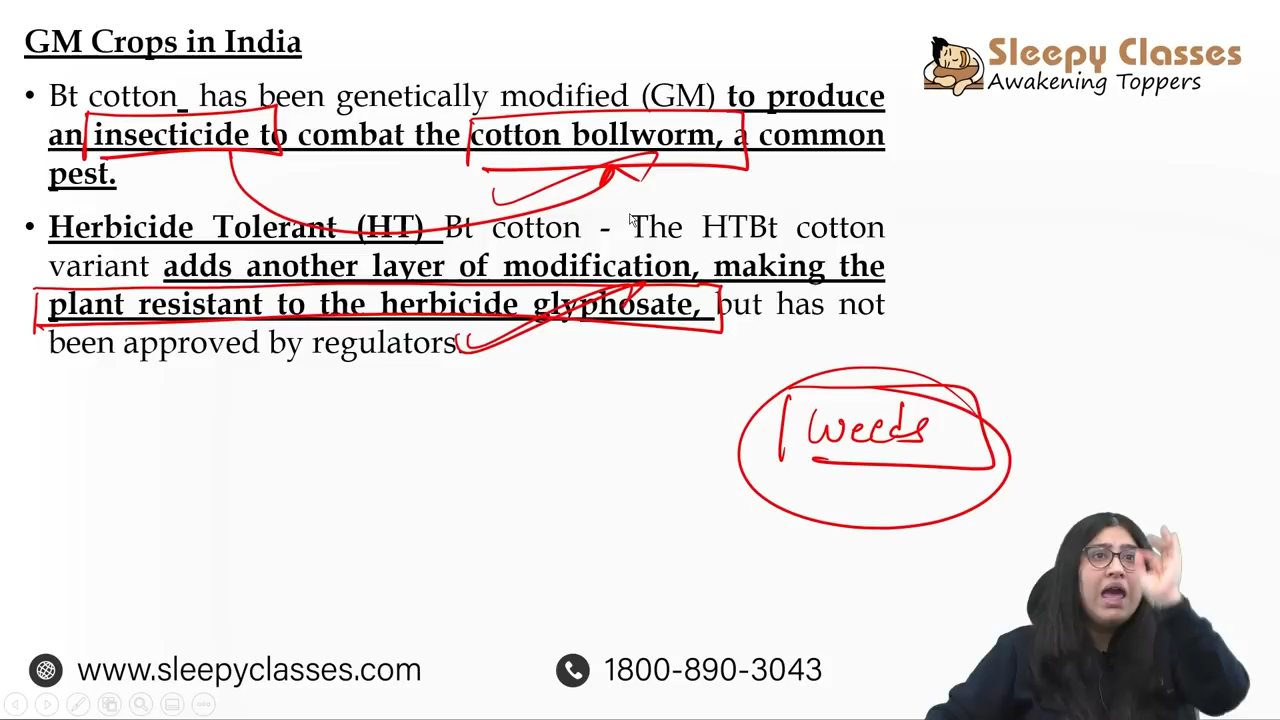 GM Crops in India
Sleepy Classes
Awakening Toppers
• Bt cotton_ has been genetically modified (GM) to produce
an insecticide to combat the cotton bollworm, a common
pest.
• Herbicide Tolerant (HT) Bt cotton - The HTBt cotton
variant adds another layer of modification, making the
plant resistant to the herbicide glyphosate, but has not
been approved by regulators.
weeds
www.sleepyclasses.com
1800-890-3043